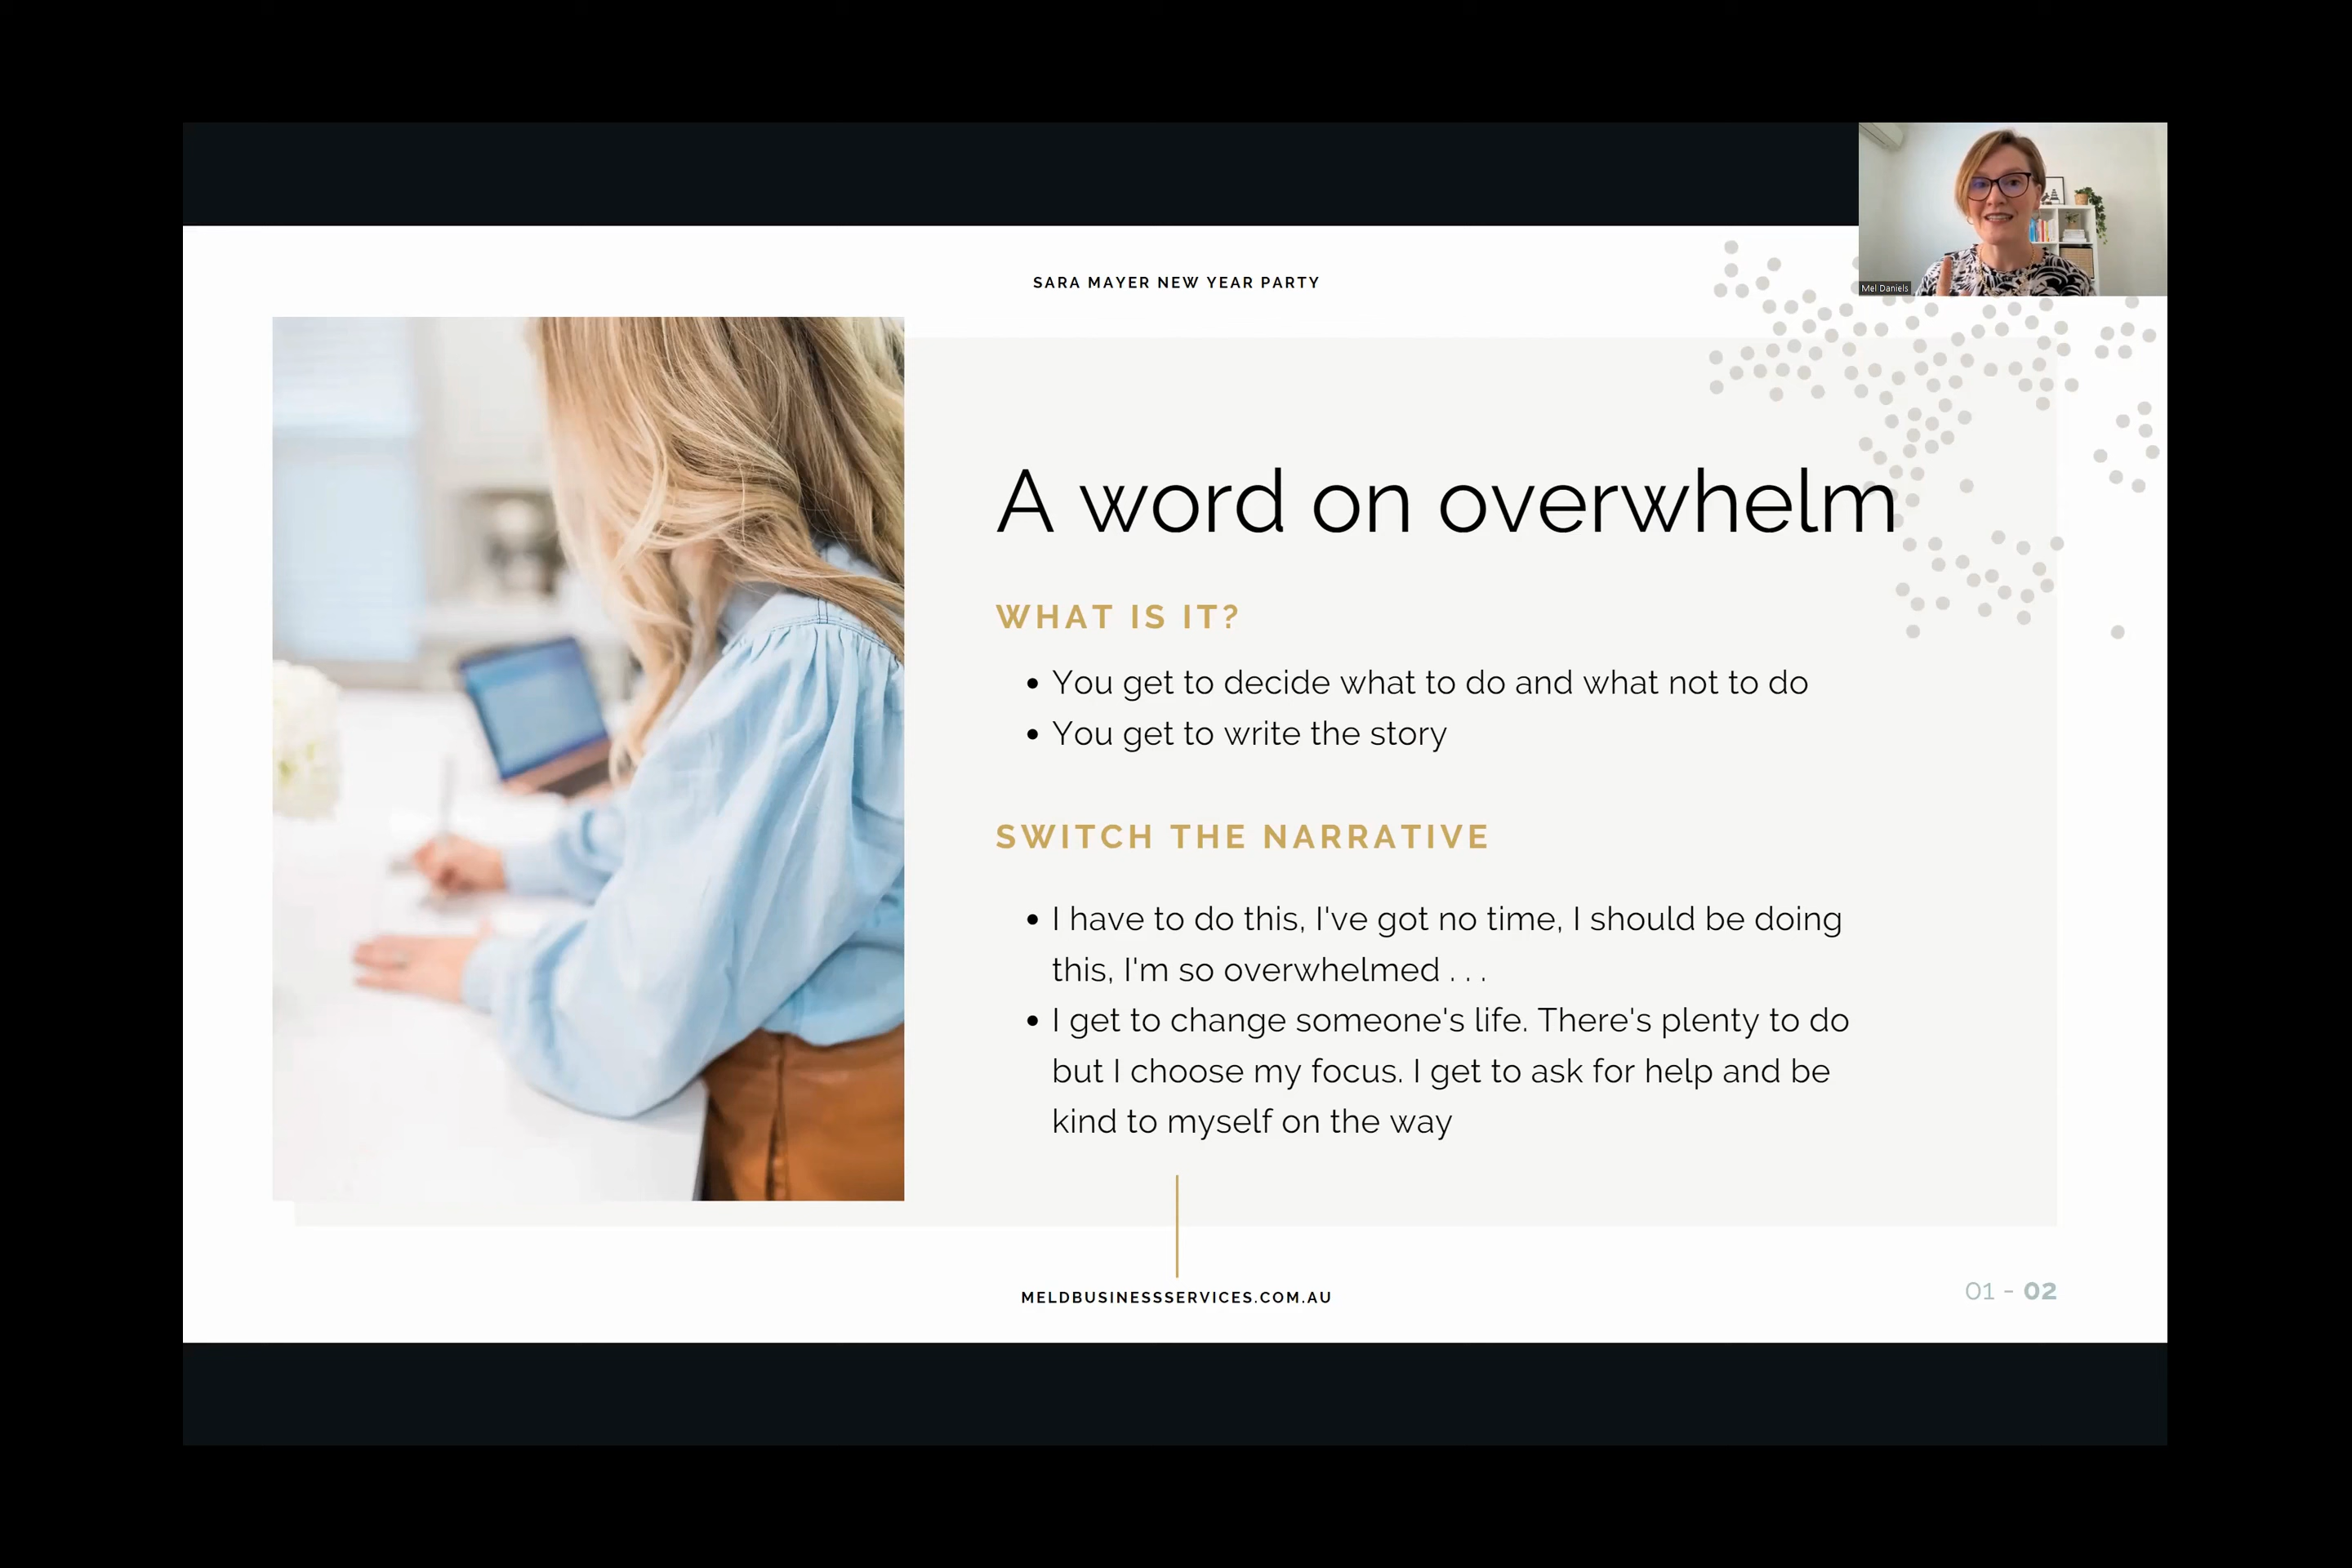 Mel Daniels
SARA MAYER NEW YEAR PARTY
A word on overwhelm
WHAT IS IT?
• You get to decide what to do and what not to do
• You get to write the story
SWITCH THE NARRATIVE
• I have to do this, I've got no time, I should be doing
this, I'm so overwhelmed . . .
• I get to change someone's life. There's plenty to do
but I choose my focus. I get to ask for help and be
kind to myself on the way
MELDBUSINESSSERVICES.COM.AU
01 - 02